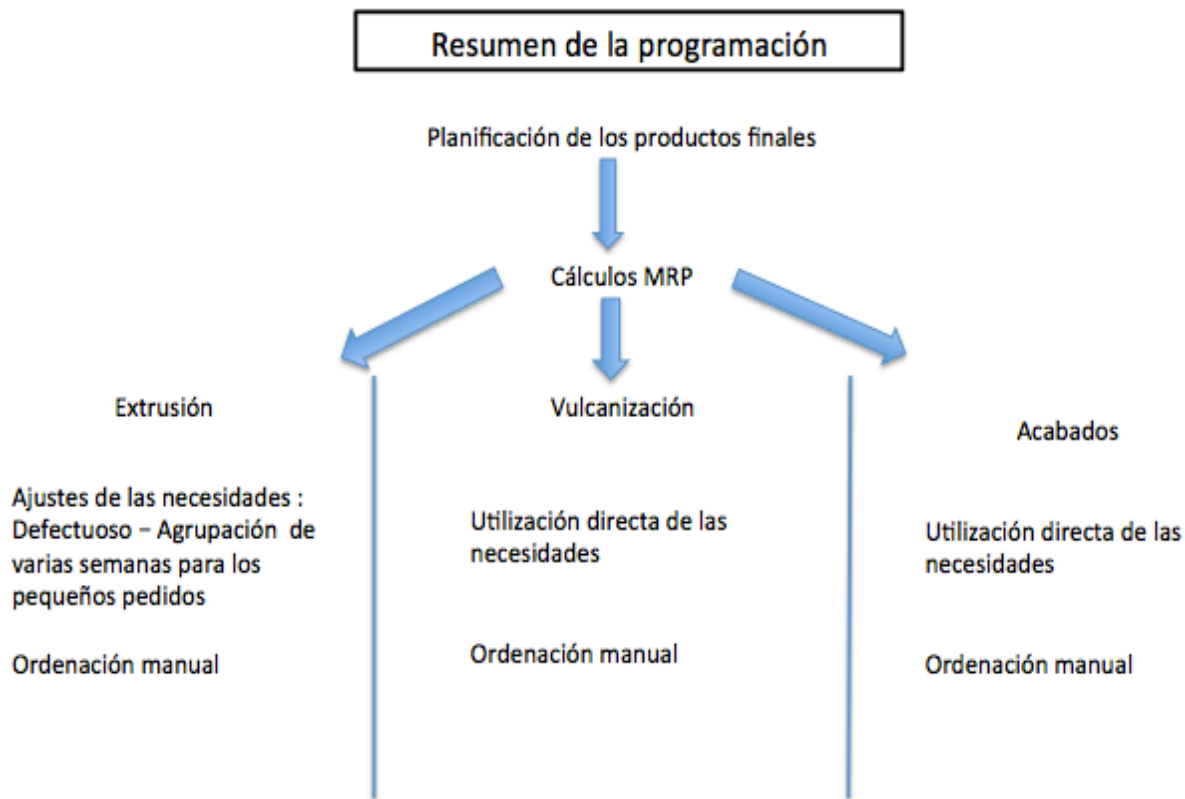 Resumen de la programación
Planificación de los productos finales
Cálculos MRP
Extrusión
Ajustes de las necesidades :
Defectuoso – Agrupación de
varias semanas para los
pequeños pedidos
Ordenación manual
Vulcanización
Utilización directa de las
necesidades
Ordenación manual
Acabados
Utilización directa de las
necesidades
Ordenación manual